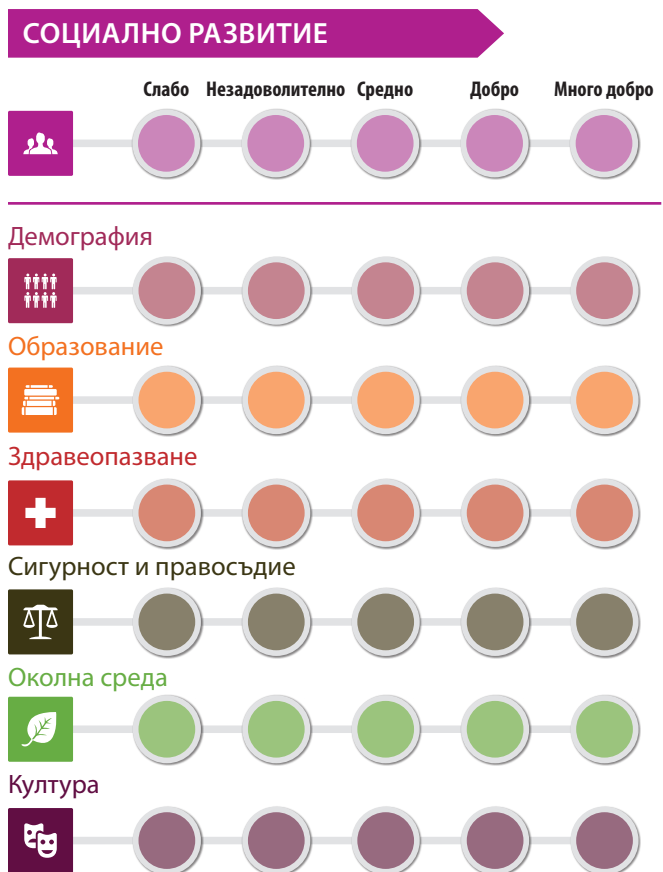 СОЦИАЛНО РАЗВИТИЕ
Слабо Незадоволително Средно Добро Много добро
Демография
Образование
Здравеопазване
Сигурност и правосъдие
Околна среда
Култура